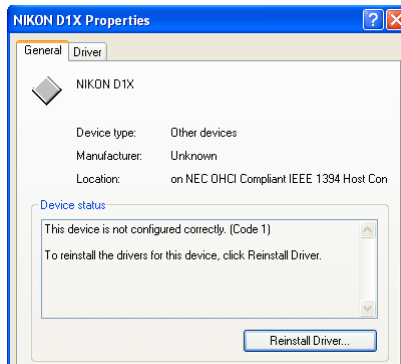 NIKON D1X Properties
General
Driver
NIKON D1X
Device type: Other devices
Manufacturer: Unknown
Location: on NEC OHCI Compliant IEEE 1394 Host Con
Device status
This device is not configured correctly. (Code 1)
To reinstall the drivers for this device, click Reinstall Driver.
Reinstall Driver...